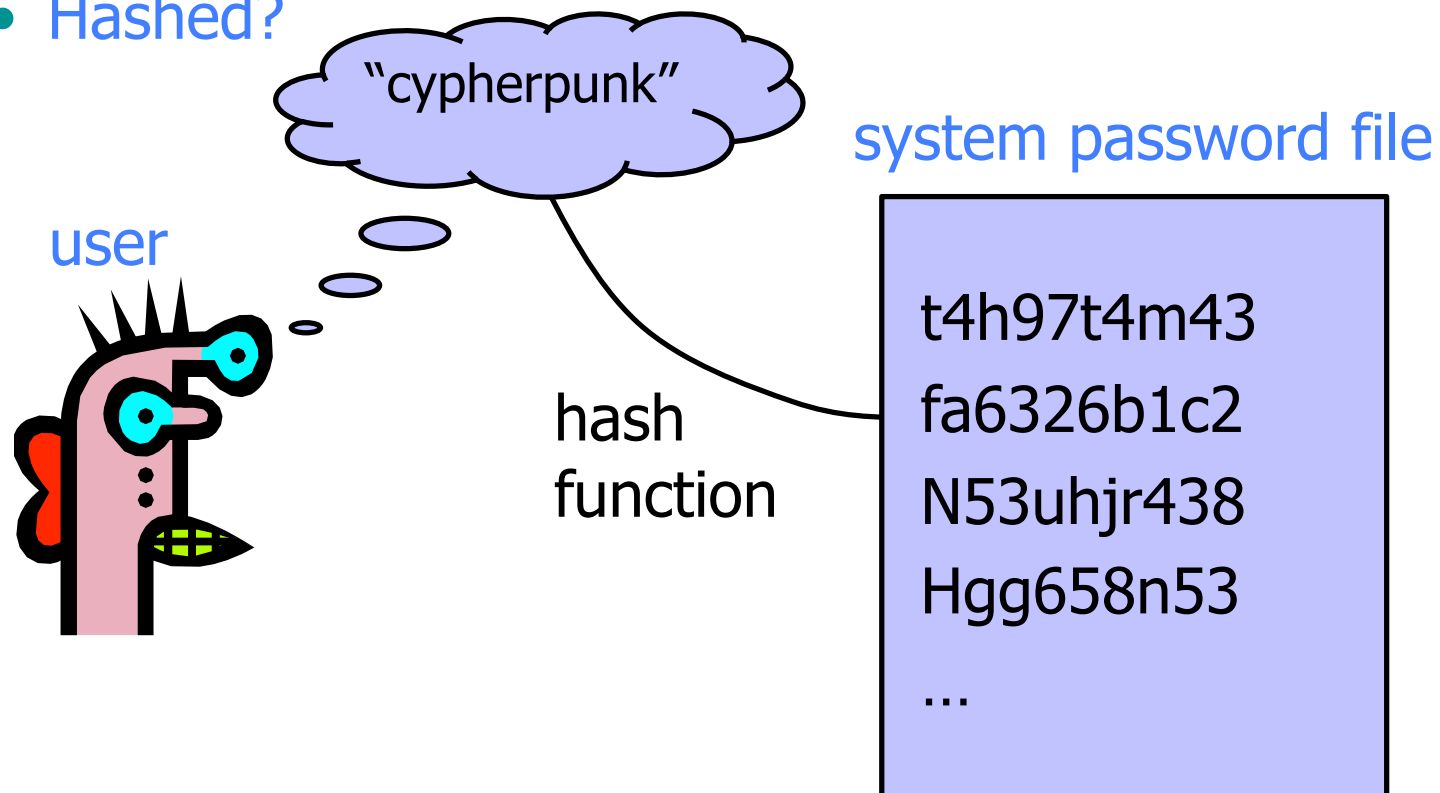 • Hashed?
“cypherpunk”
system password file
user
t4h97t4m43
fa6326b1c2
hash
function
N53uhjr438
Hgg658n53
…